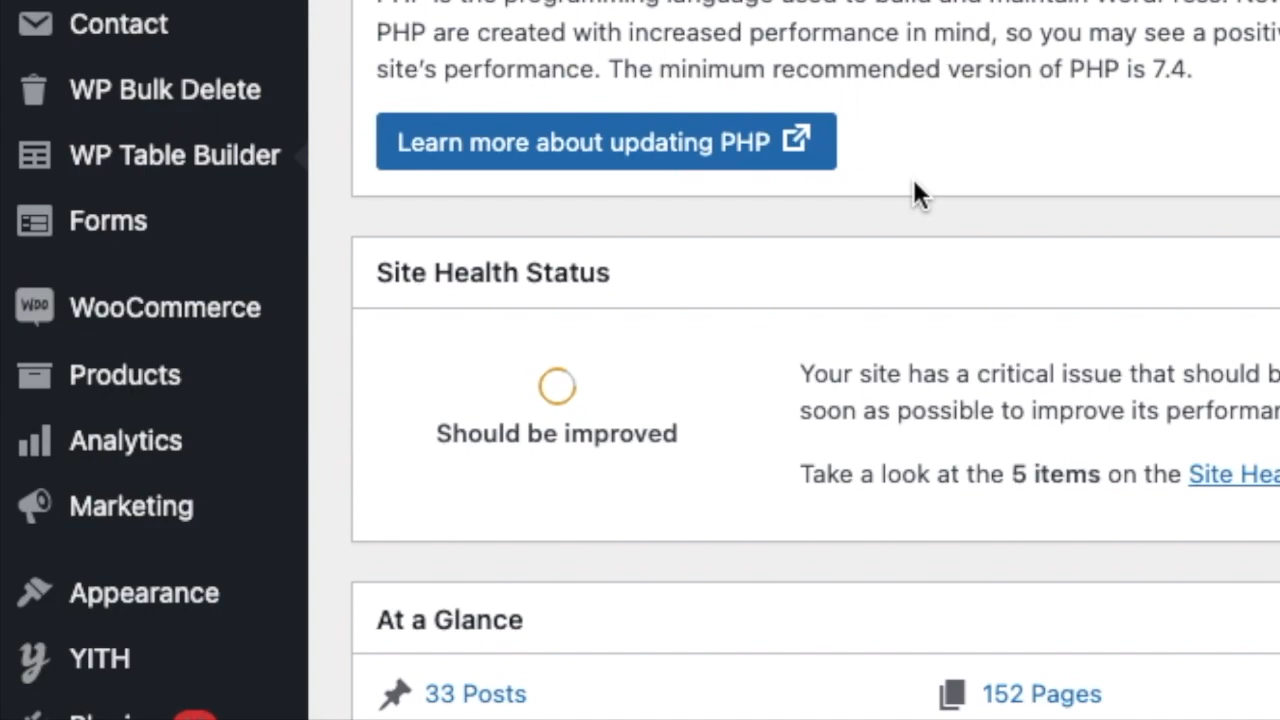 Contact
WP Bulk Delete
WP Table Builder
Forms
WOO WooCommerce
Products
Analytics
Marketing
Appearance
YITH
PHP are created with increased performance in mind, so you may see a
site's performance. The minimum recommended version of PHP is 7.4.
Learn more about updating PHP
Site Health Status
Should be improved
Your site has a critical issue that should
soon as possible to improve its
Take a look at the 5 items on the Site
At a Glance
33 Posts
152 Pages